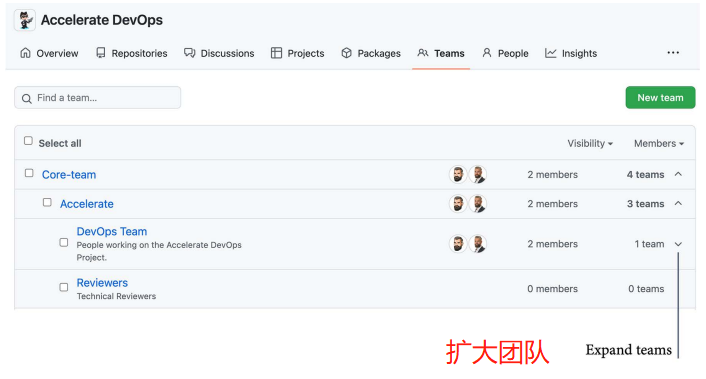 Accelerate DevOps
Overview Repositories Discussions Projects Packages Teams People Insights ...
Find a team... New team
Select all Visibility Members
Core-team 2 members 4 teams
Accelerate 2 members 3 teams
DevOps Team
People working on the Accelerate DevOps 2 members 1 team
Project.
Reviewers
Technical Reviewers 0 members 0 teams
扩大团队 Expand teams